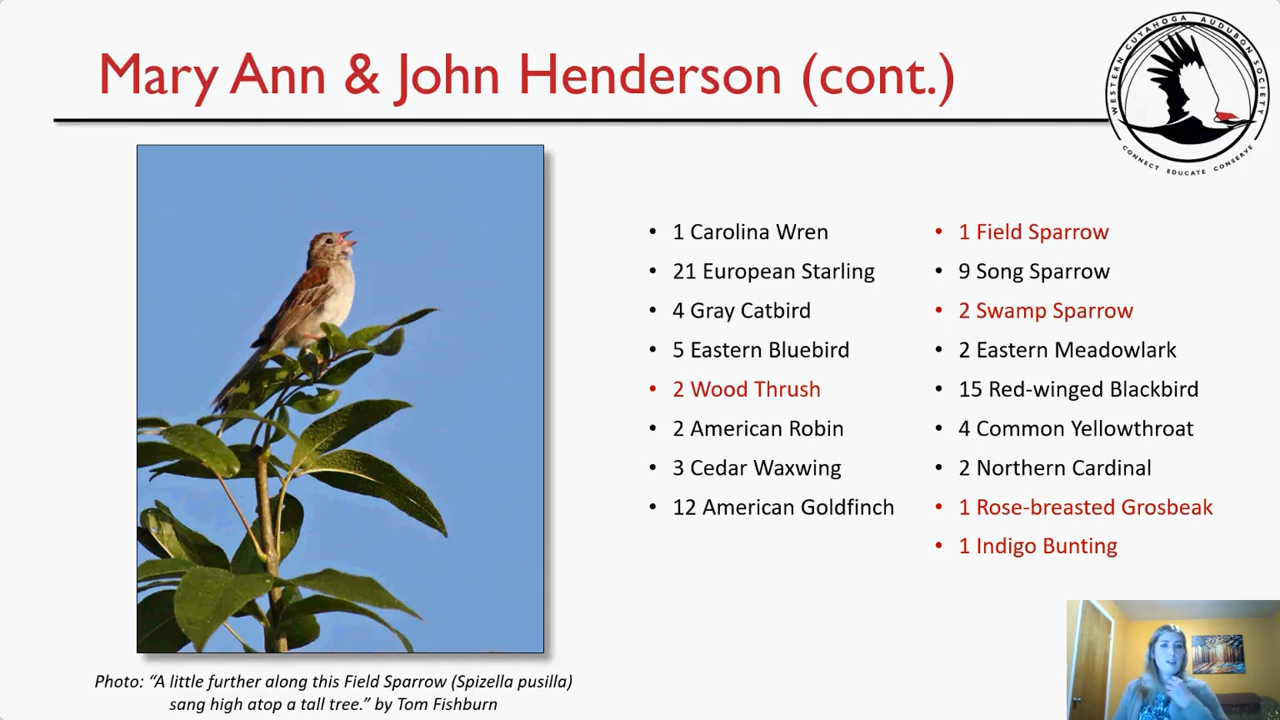 Mary Ann & John Henderson (cont.)
WESTERN CUYAHOGA AUDUBON SOCIETY
CONNECT EDUCATE CONSERVE
• 1 Carolina Wren
• 21 European Starling
• 4 Gray Catbird
• 5 Eastern Bluebird
• 2 Wood Thrush
• 2 American Robin
• 3 Cedar Waxwing
• 12 American Goldfinch
• 1 Field Sparrow
• 9 Song Sparrow
• 2 Swamp Sparrow
• 2 Eastern Meadowlark
• 15 Red-winged Blackbird
• 4 Common Yellowthroat
• 2 Northern Cardinal
• 1 Rose-breasted Grosbeak
• 1 Indigo Bunting
Photo: “A little further along this Field Sparrow (Spizella pusilla)
sang high atop a tall tree.” by Tom Fishburn